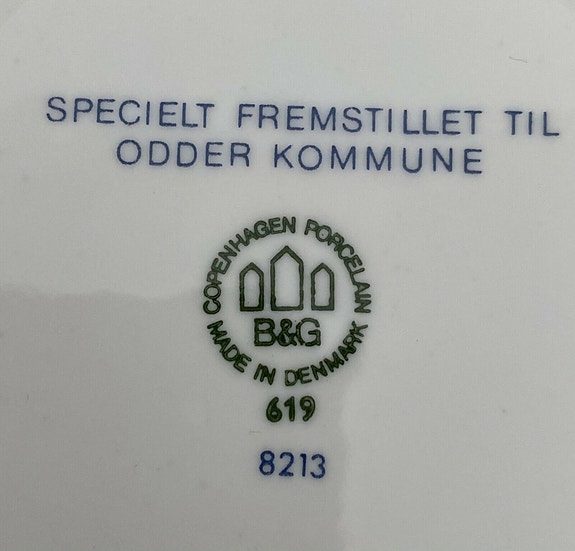 SPECIELT FREMSTILLET TIL
ODDER KOMMUNE
COPENHAGEN PORCELAIN
B&G
MADE IN DENMARK
619
8213